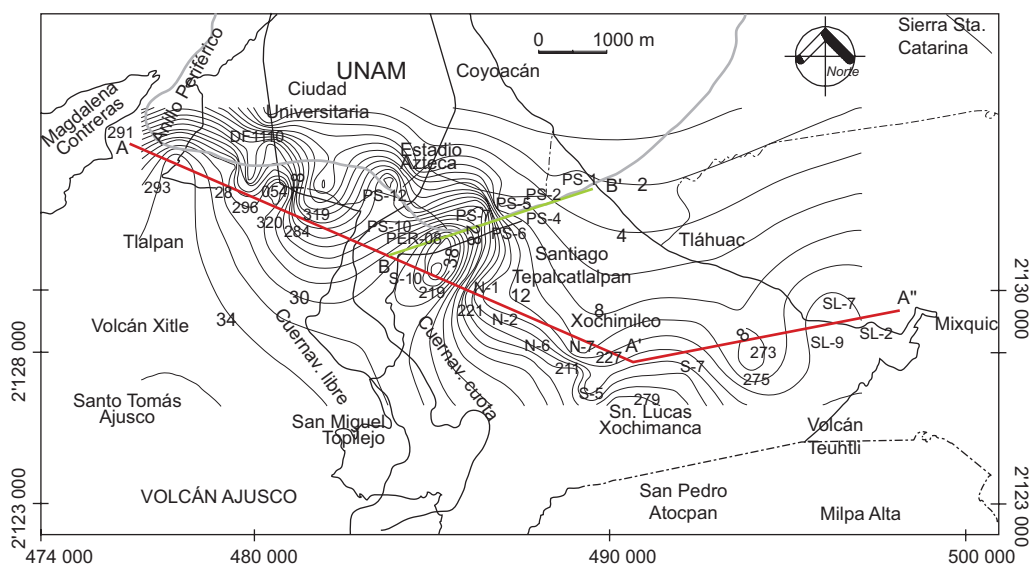 Sierra Sta.
Catarina
0 1000 m
Norte
UNAM
Coyoacán
Ciudad
Universitaria
Anillo Periférico
Magdalena
Contreras
291
A
DF1110
Estadio
Azteca
293
28
054
18
296
319
320
284
PS-12
PS-1
B'
2
PS-2
PS-5
PS-4
PS-10
PER-08
PS-6
4
Tláhuac
Tlalpan
B
38
S-10
219
Santiago
Tepalcatlalpan
N-1
12
221
N-2
30
34
8
Xochimilco
Volcán Xitle
N-6
N-7
A'
227
211
S-5
S-7
279
8
273
275
SL-7
A"
SL-9
SL-2
Mixquic
Cuernav. libre
Cuernav. cuota
Sn. Lucas
Xochimanca
Santo Tomás
Ajusco
San Miguel
Topilejo
Volcán
Teuhtli
VOLCÁN AJUSCO
San Pedro
Atocpan
Milpa Alta
2'128 000
2'123 000
2'130 000
2'123 000
474 000
480 000
490 000
500 000